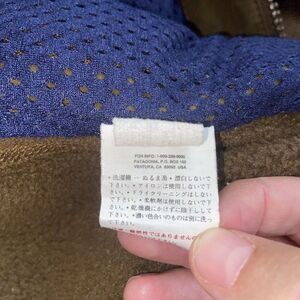 FOR INFO: 1-800-336-9090
PATAGONIA, P.O. BOX 150
VENTURA, CA 93002 USA
・洗濯機 ― ぬるま湯・漂白しないで
下さい。・アイロンは使用しないで下
さい。・ドライクリーニングはしない
で下さい。・柔軟剤は使用しないで下
さい。・乾燥機にかけずに陰干しして
下さい。・濃い色合いのものは別に洗っ
て
燃性ではありません